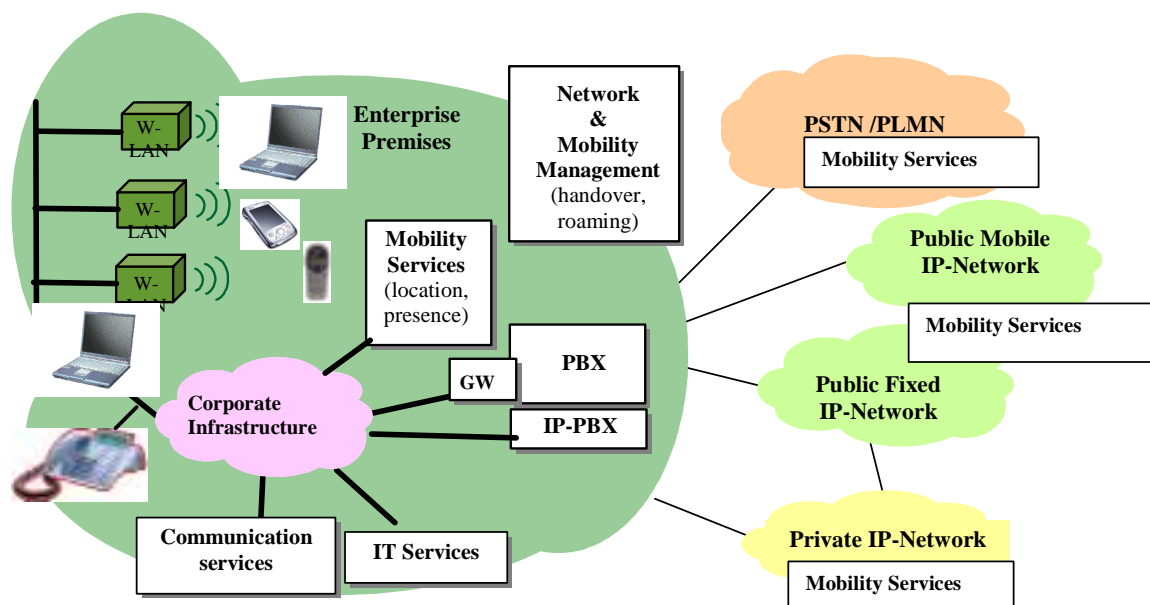 W-
LAN
Enterprise
Premises
W-
LAN
W-
LAN
Network
&
Mobility
Management
(handover,
roaming)
Mobility
Services
(location,
presence)
PBX
GW
IP-PBX
Corporate
Infrastructure
Communication
services
IT Services
PSTN /PLMN
Mobility Services
Public Mobile
IP-Network
Mobility Services
Public Fixed
IP-Network
Private IP-Network
Mobility Services